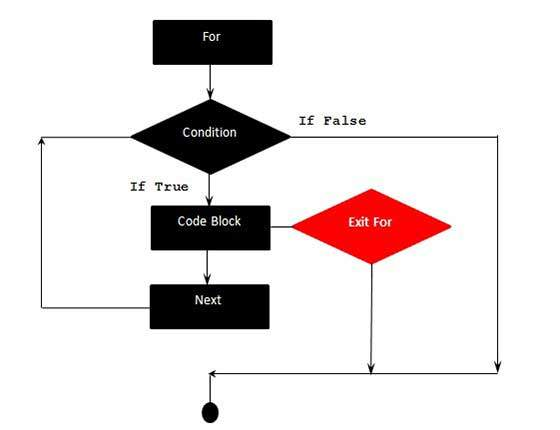 For
Condition
If False
If True
Code Block
Exit For
Next